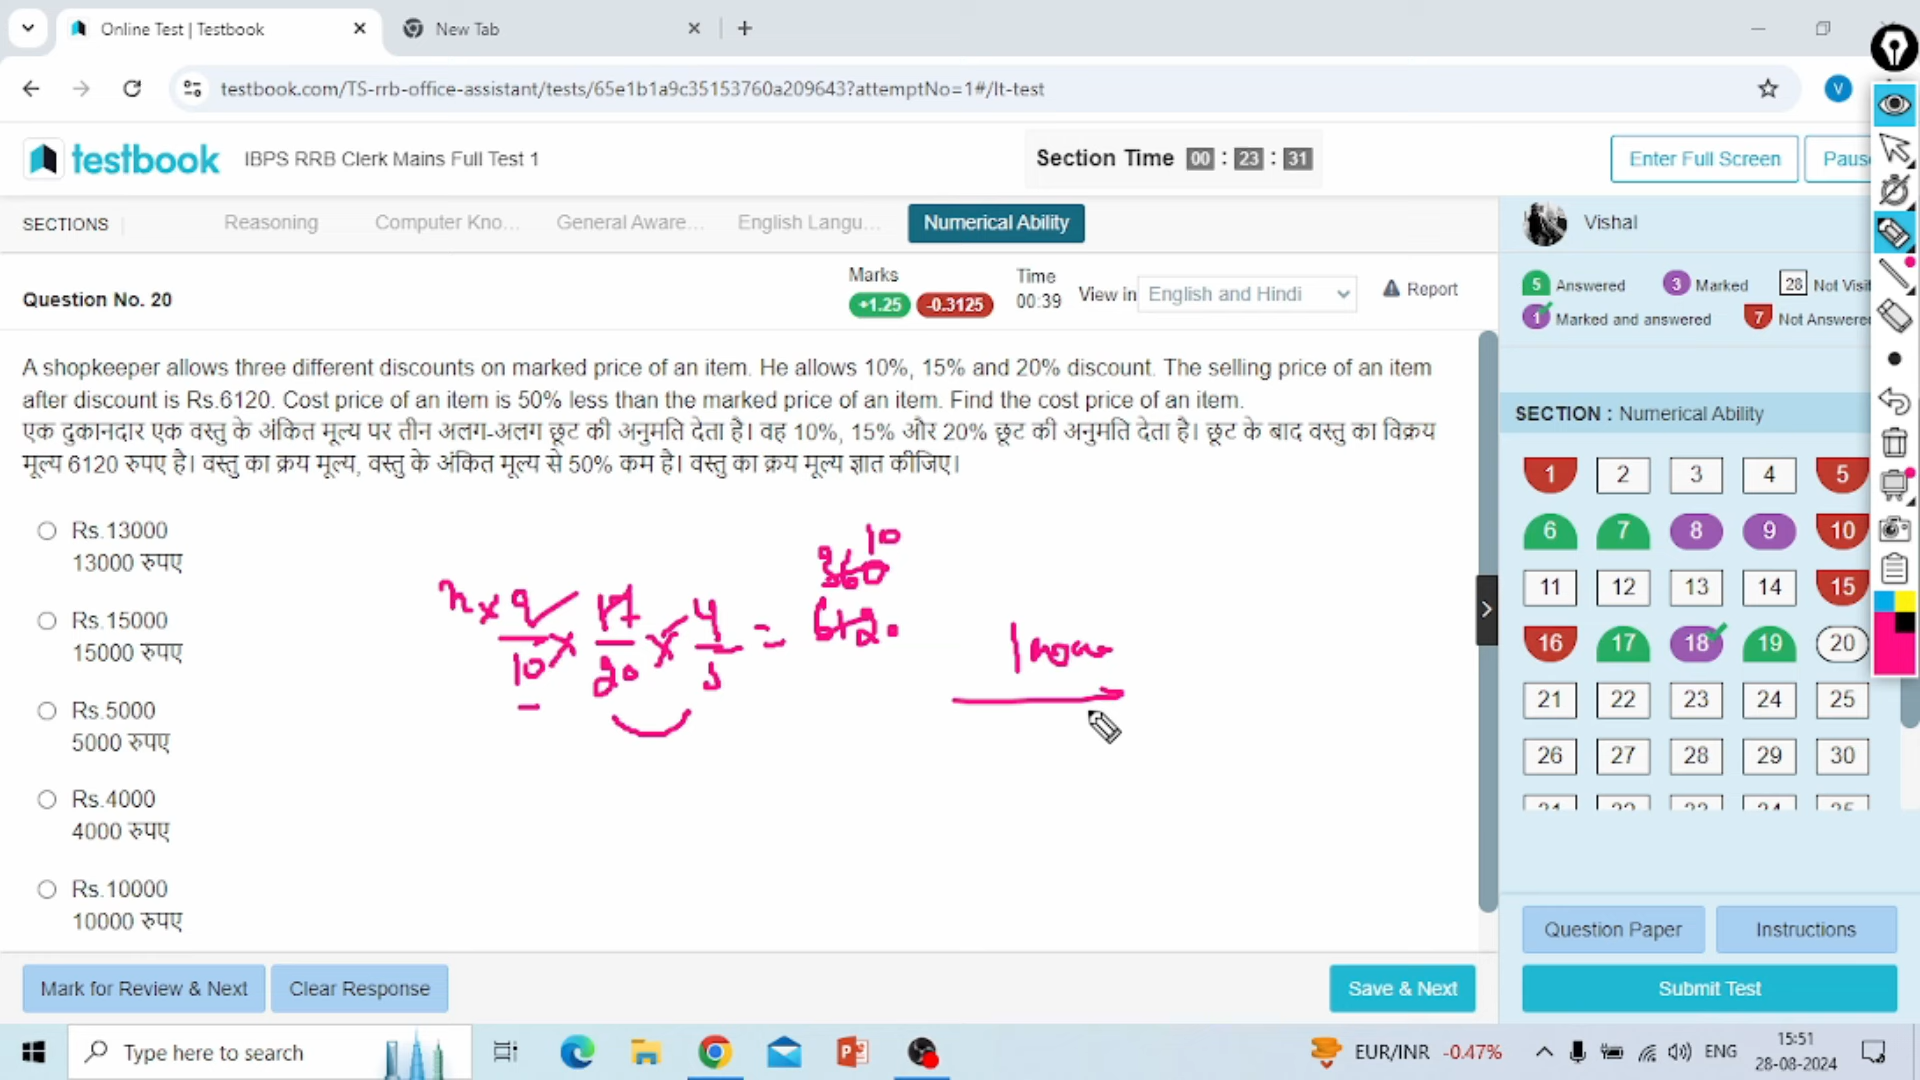 Online Test | Testbook
New Tab
testbook.com/TS-rrb-office-assistant/tests/65e1b1a9c35153760a209643?attemptNo=1#/lt-test
V
testbook IBPS RRB Clerk Mains Full Test 1
Section Time 00 : 23 : 31
Enter Full Screen
Paus
SECTIONS
Reasoning
Computer Kno...
General Aware...
English Langu...
Numerical Ability
Vishal
Question No. 20
Marks
+1.25 -0.3125
Time
00:39
View in English and Hindi
Report
5 Answered
3 Marked
28 Not Visit
1 Marked and answered
7 Not Answere
A shopkeeper allows three different discounts on marked price of an item. He allows 10%, 15% and 20% discount. The selling price of an item
after discount is Rs.6120. Cost price of an item is 50% less than the marked price of an item. Find the cost price of an item.
एक दुकानदार एक वस्तु के अंकित मूल्य पर तीन अलग-अलग छूट की अनुमति देता है। वह 10%, 15% और 20% छूट की अनुमति देता है। छूट के बाद वस्तु का विक्रय
मूल्य 6120 रुपए है। वस्तु का क्रय मूल्य, वस्तु के अंकित मूल्य से 50% कम है। वस्तु का क्रय मूल्य ज्ञात कीजिए।
Rs.13000
13000 रुपए
Rs.15000
15000 रुपए
Rs.5000
5000 रुपए
Rs.4000
4000 रुपए
Rs.10000
10000 रुपए
10
360
x 9/10 x 17/20 x 4/5 = 6120
SECTION : Numerical Ability
1 2 3 4 5
6 7 8 9 10
11 12 13 14 15
16 17 18 19 20
21 22 23 24 25
26 27 28 29 30
Mark for Review & Next
Clear Response
Save & Next
Question Paper
Instructions
Submit Test
Type here to search
EUR/INR -0.47%
ENG
15:51
28-08-2024